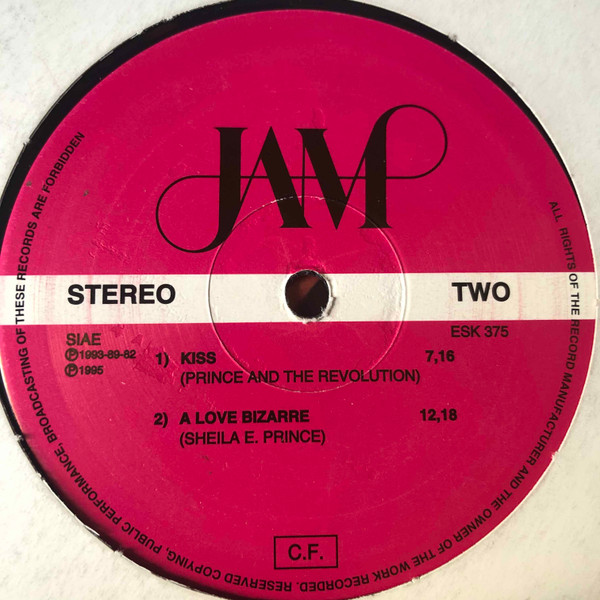 JAM
STEREO
TWO
SIAE
ESK 375
℗1993-89-82
℗1995
1) KISS 7,16
(PRINCE AND THE REVOLUTION)
2) A LOVE BIZARRE 12,18
(SHEILA E. PRINCE)
C.F.
ALL RIGHTS OF THE RECORD MANUFACTURER AND THE OWNER OF THE WORK RECORDED. RESERVED COPYING, PUBLIC PERFORMANCE, BROADCASTING OF THESE RECORDS ARE FORBIDDEN